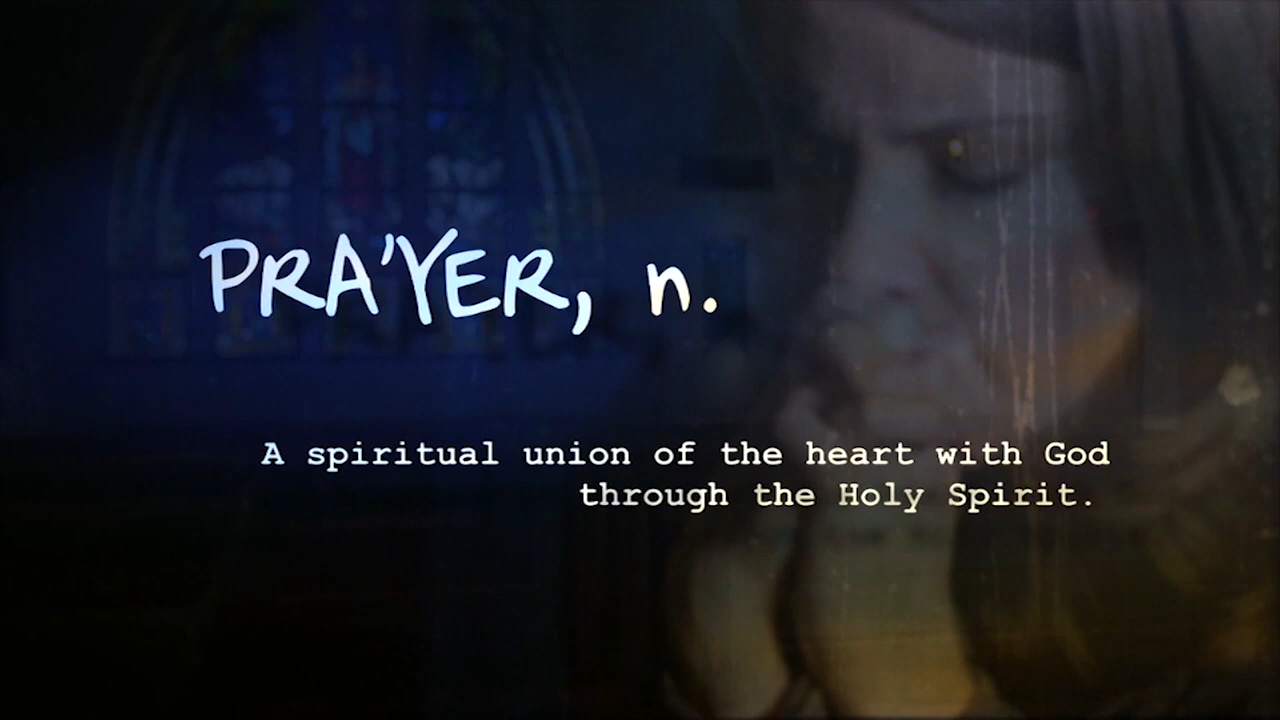 PRA'YER, n.
A spiritual union of the heart with God
through the Holy Spirit.